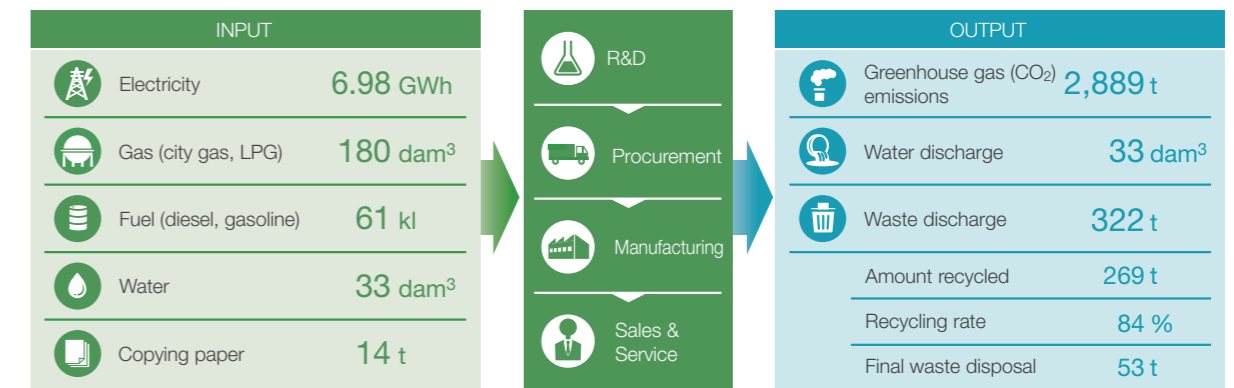 INPUT
Electricity 6.98 GWh
Gas (city gas, LPG) 180 dam³
Fuel (diesel, gasoline) 61 kl
Water 33 dam³
Copying paper 14 t
R&D
Procurement
Manufacturing
Sales &
Service
OUTPUT
Greenhouse gas (CO₂)
emissions 2,889 t
Water discharge 33 dam³
Waste discharge 322 t
Amount recycled 269 t
Recycling rate 84 %
Final waste disposal 53 t